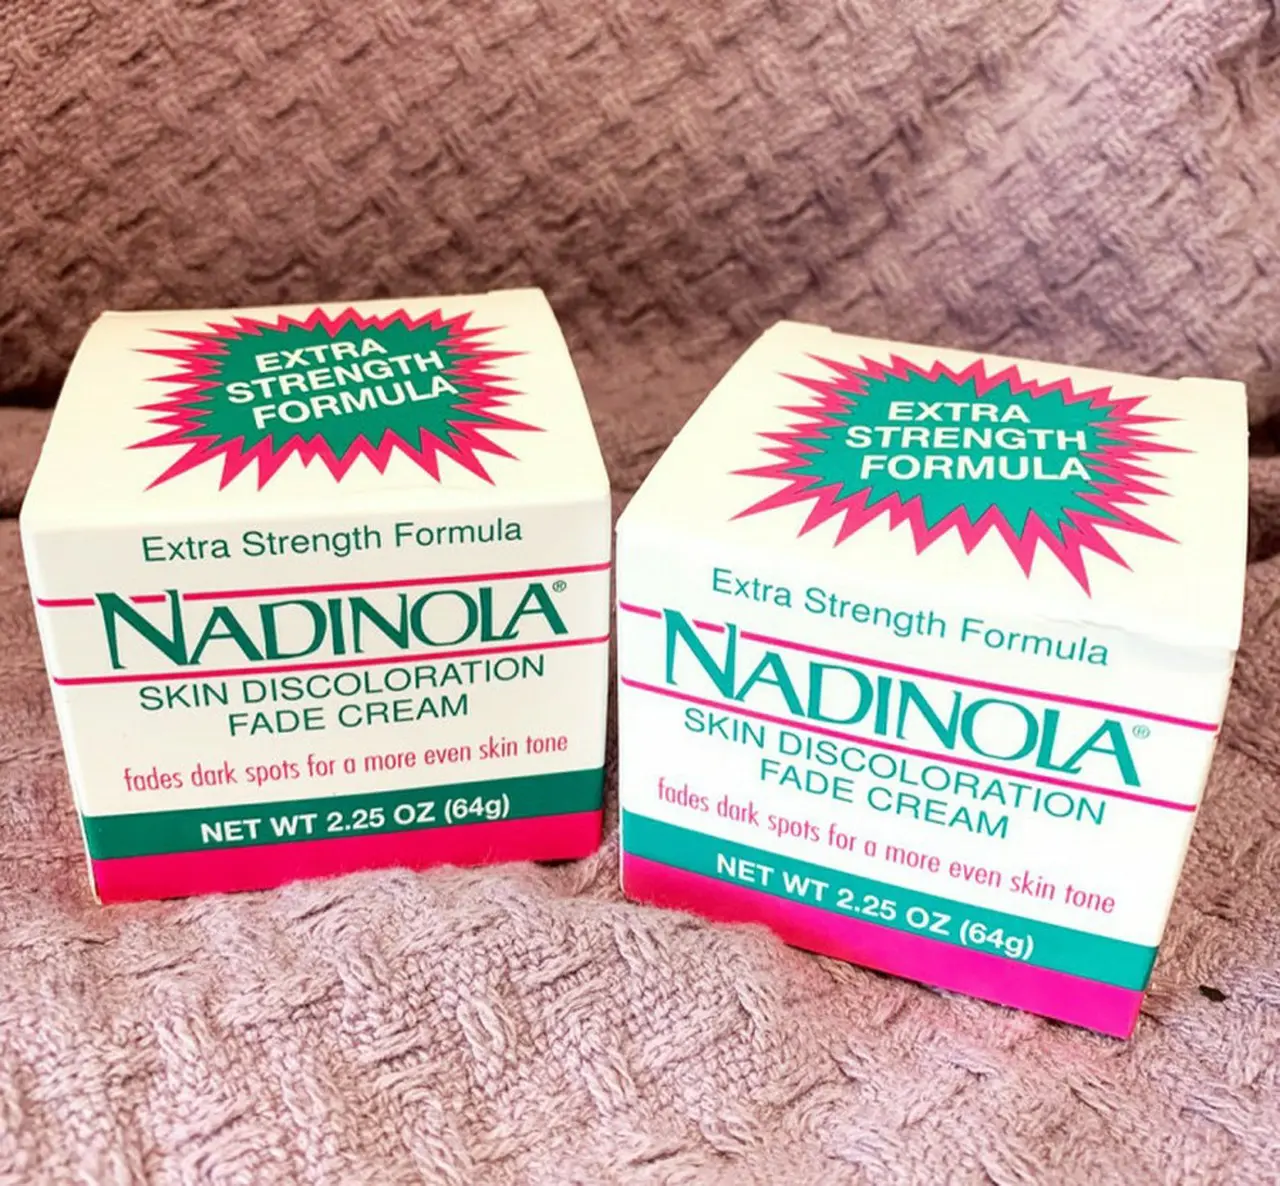 EXTRA
STRENGTH
FORMULA
Extra Strength Formula
NADINOLA®
SKIN DISCOLORATION
FADE CREAM
fades dark spots for a more even skin tone
NET WT 2.25 OZ (64g)
EXTRA
STRENGTH
FORMULA
Extra Strength Formula
NADINOLA®
SKIN DISCOLORATION
FADE CREAM
fades dark spots for a more even skin tone
NET WT 2.25 OZ (64g)